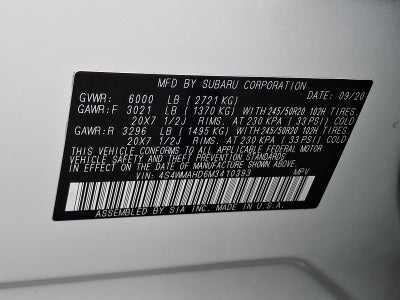 MFD BY SUBARU CORPORATION
DATE: 09/20
GVWR: 6000 LB (2721 KG)
GAWR:F 3021 LB (1370 KG) WITH 245/50R20 102H TIRES.
20X7 1/2J RIMS. AT 230 KPA (33 PSI) COLD
GAWR:R 3296 LB (1495 KG) WITH 245/50R20 102H TIRES.
20X7 1/2J RIMS. AT 230 KPA (33 PSI) COLD
THIS VEHICLE CONFORMS TO ALL APPLICABLE FEDERAL MOTOR
VEHICLE SAFETY AND THEFT PREVENTION STANDARDS IN EFFECT
ON THE DATE OF MANUFACTURE SHOWN ABOVE.
VIN: 4S4WMAHD6M3410393 MPV
ASSEMBLED BY SIA INC. MADE IN U.S.A.